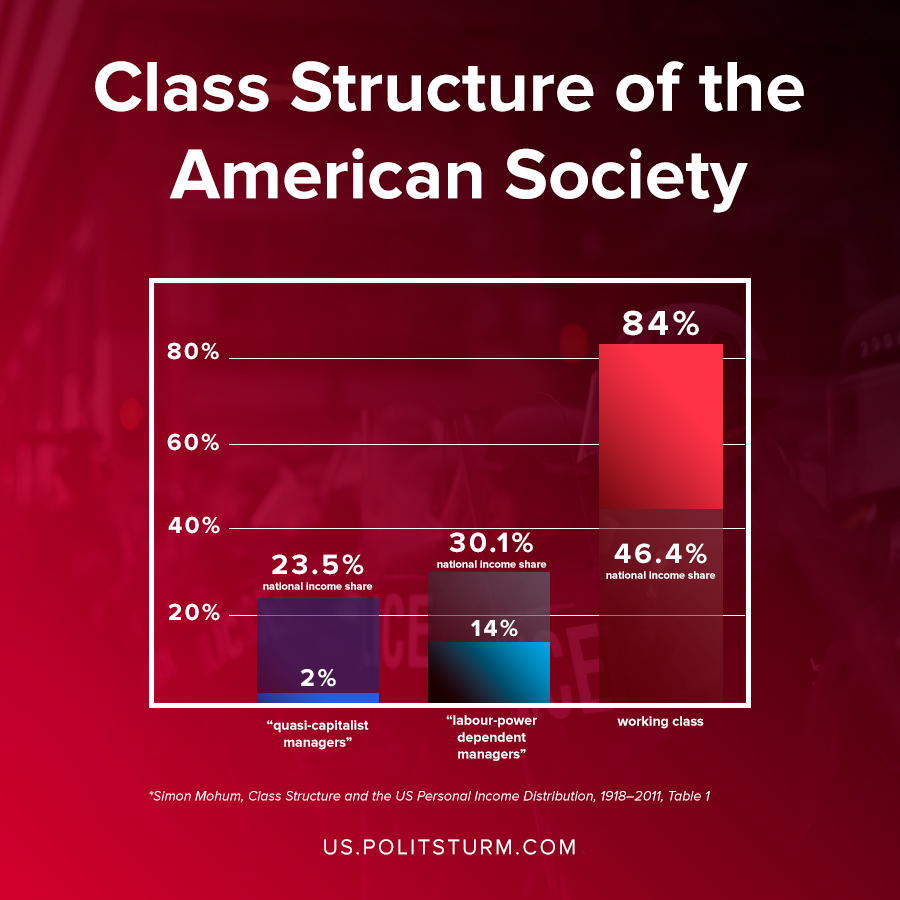 Class Structure of the
American Society
84%
80%
60%
40%
30.1%
national income share
46.4%
national income share
23.5%
national income share
20%
14%
2%
"quasi-capitalist
managers"
“labour-power
dependent
managers”
working class
*Simon Mohum, Class Structure and the US Personal Income Distribution, 1918–2011, Table 1
US.POLITSTURM.COM